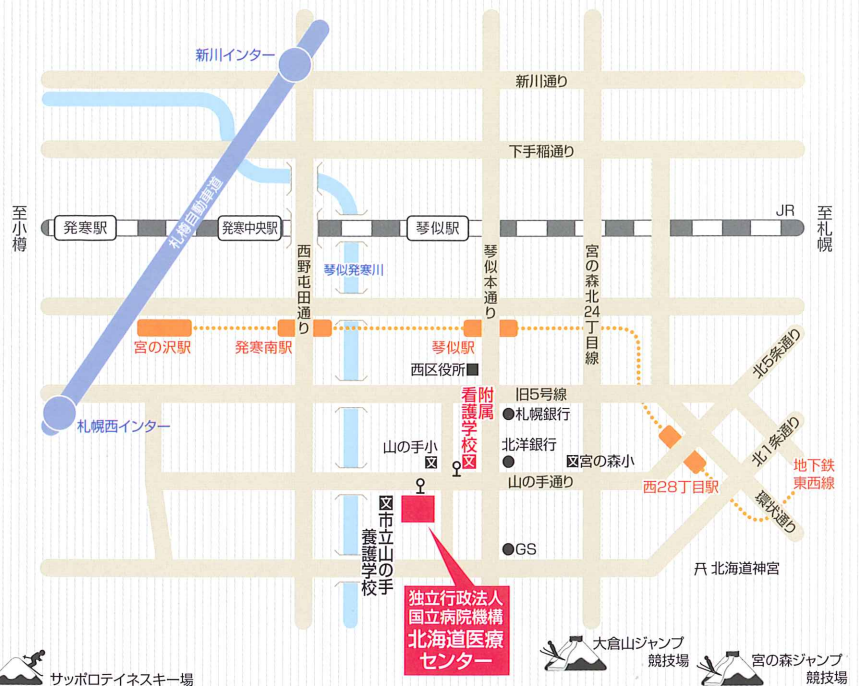 新川インター
新川通り
下手稲通り
札樽自動車道
至小樽
発寒駅
発寒中央駅
琴似駅
JR
至札幌
西野屯田通り
琴似発寒川
琴似本通り
宮の森北24丁目線
宮の沢駅
発寒南駅
琴似駅
西区役所
北5条通り
旧5号線
附属
看護学校
札幌銀行
札幌西インター
北1条通り
山の手小
文
文
北洋銀行
文宮の森小
地下鉄
東西線
山の手通り
西28丁目駅
環状通り
文市立山の手
養護学校
GS
北海道神宮
独立行政法人
国立病院機構
北海道医療
センター
大倉山ジャンプ
競技場
宮の森ジャンプ
競技場
サッポロテイネスキー場